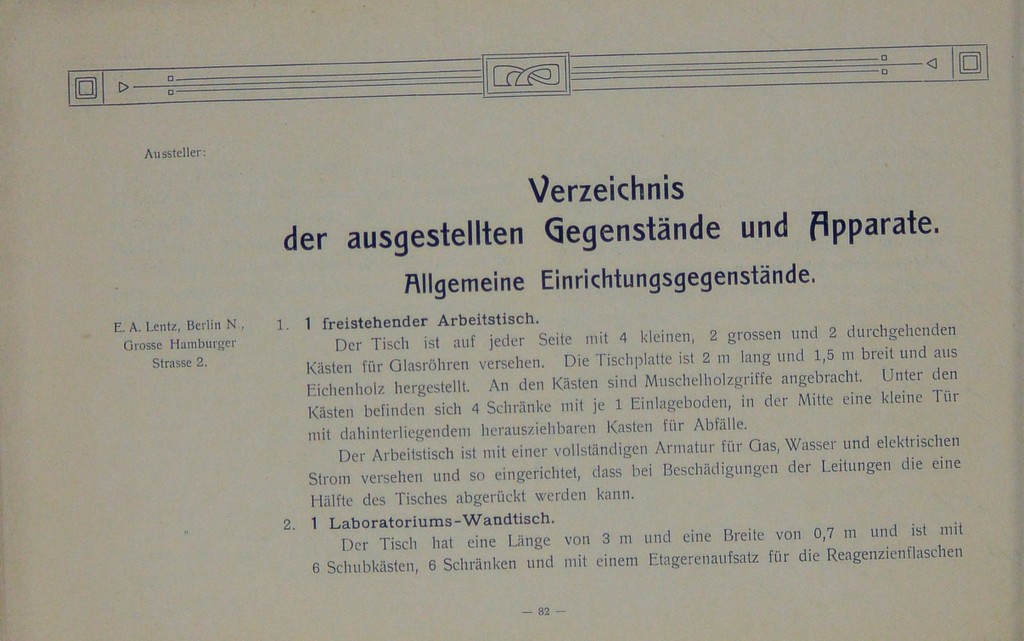 Aussteller:
Verzeichnis
der ausgestellten Gegenstände und Apparate.
Allgemeine Einrichtungsgegenstände.
E. A. Lentz, Berlin N.,
Grosse Hamburger
Strasse 2.
1. 1 freistehender Arbeitstisch.
Der Tisch ist auf jeder Seite mit 4 kleinen, 2 grossen und 2 durchgehenden
Kästen für Glasröhren versehen. Die Tischplatte ist 2 m lang und 1,5 m breit und aus
Eichenholz hergestellt. An den Kästen sind Muschelholzgriffe angebracht. Unter den
Kästen befinden sich 4 Schränke mit je 1 Einlageboden, in der Mitte eine kleine Tür
mit dahinterliegendem herausziehbaren Kasten für Abfälle.
Der Arbeitstisch ist mit einer vollständigen Armatur für Gas, Wasser und elektrischen
Strom versehen und so eingerichtet, dass bei Beschädigungen der Leitungen die eine
Hälfte des Tisches abgerückt werden kann.
„
2. 1 Laboratoriums-Wandtisch.
Der Tisch hat eine Länge von 3 m und eine Breite von 0,7 m und ist mit
6 Schubkästen, 6 Schränken und mit einem Etagerenaufsatz für die Reagenzienflaschen
— 82 —